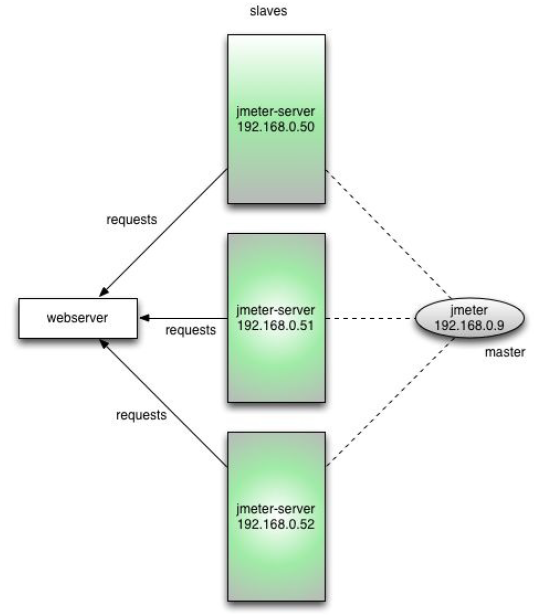 slaves
jmeter-server
192.168.0.50
requests
jmeter-server
192.168.0.51
webserver
requests
jmeter
192.168.0.9
master
requests
jmeter-server
192.168.0.52